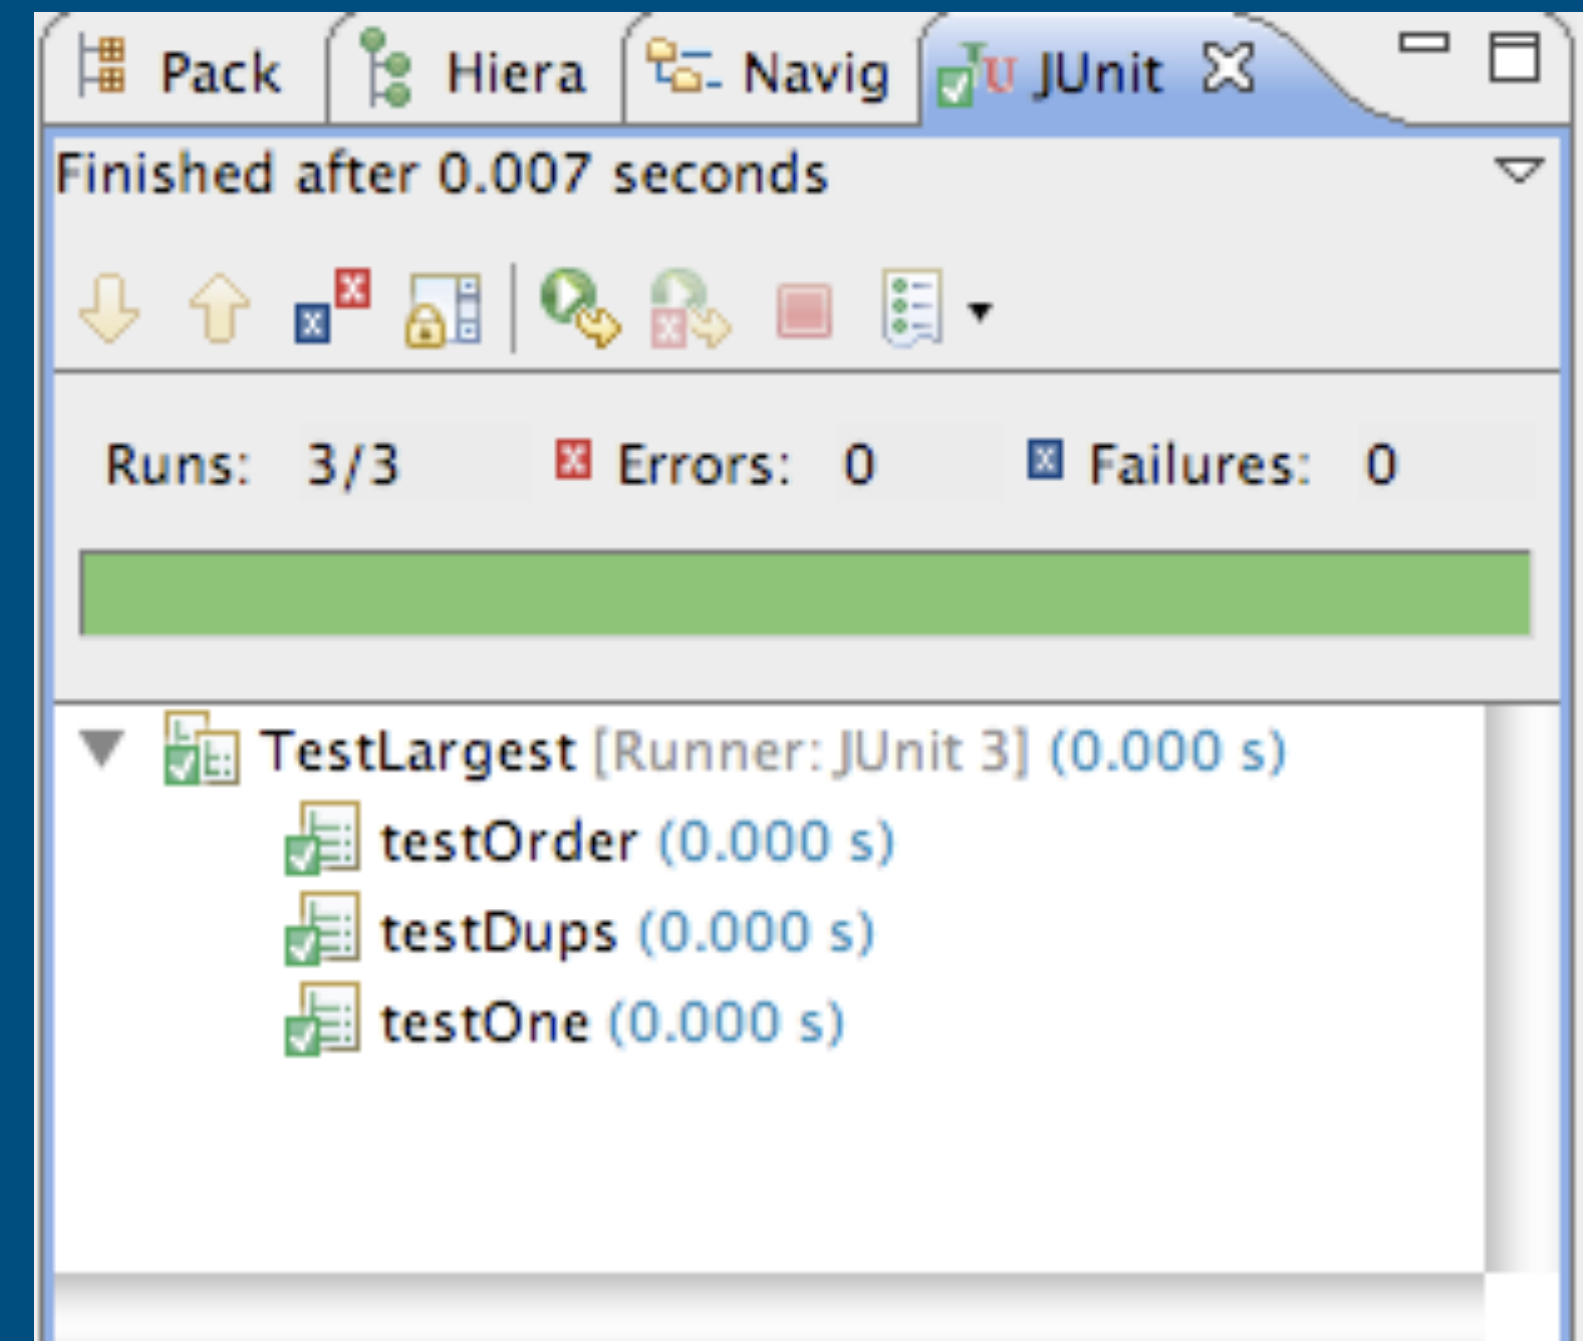 Pack Hiera Navig JUnit
Finished after 0.007 seconds
Runs: 3/3 Errors: 0 Failures: 0
TestLargest [Runner: JUnit 3] (0.000 s)
testOrder (0.000 s)
testDups (0.000 s)
testOne (0.000 s)